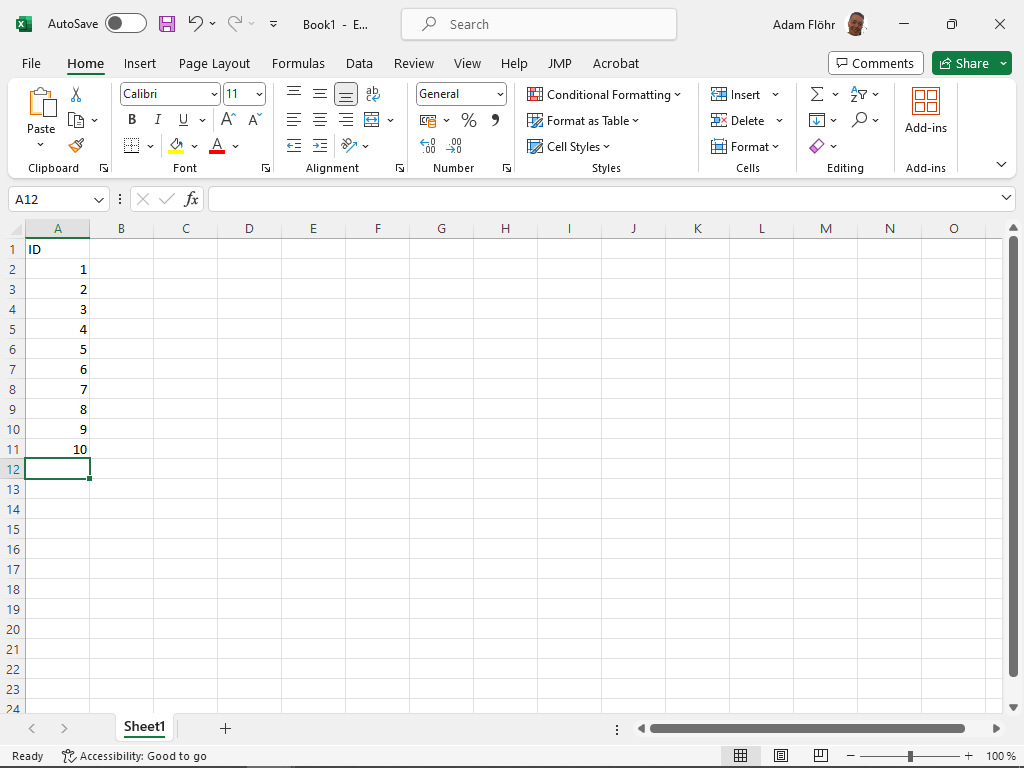 AutoSave Book1 - E... Search Adam Flöhr
File Home Insert Page Layout Formulas Data Review View Help JMP Acrobat Comments Share
Paste
Clipboard
Calibri 11
B I U A A
Font
ab
Alignment
General
% 9
Number
Conditional Formatting
Format as Table
Cell Styles
Styles
Insert
Delete
Format
Cells
Editing
Add-ins
Add-ins
A12 fx
A B C D E F G H I J K L M N O
1 ID
2 1
3 2
4 3
5 4
6 5
7 6
8 7
9 8
10 9
11 10
12
13
14
15
16
17
18
19
20
21
22
23
24
Sheet1
Ready Accessibility: Good to go 100 %